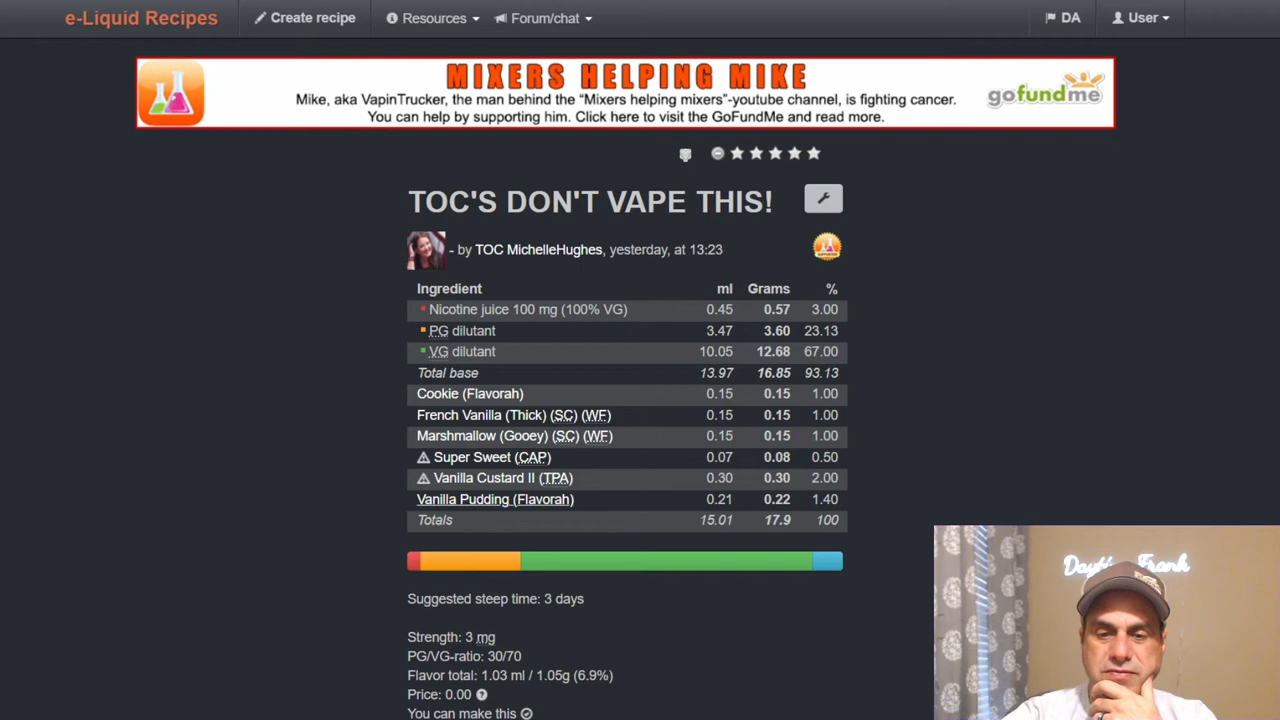 e-Liquid Recipes Create recipe Resources Forum/chat DA User
MIXERS HELPING MIKE
Mike, aka VapinTrucker, the man behind the “Mixers helping mixers”-youtube channel, is fighting cancer.
You can help by supporting him. Click here to visit the GoFundMe and read more.
gofundme
TOC'S DON'T VAPE THIS!
- by TOC MichelleHughes, yesterday, at 13:23
Ingredient ml Grams %
Nicotine juice 100 mg (100% VG) 0.45 0.57 3.00
PG dilutant 3.47 3.60 23.13
VG dilutant 10.05 12.68 67.00
Total base 13.97 16.85 93.13
Cookie (Flavorah) 0.15 0.15 1.00
French Vanilla (Thick) (SC) (WF) 0.15 0.15 1.00
Marshmallow (Gooey) (SC) (WF) 0.15 0.15 1.00
Super Sweet (CAP) 0.07 0.08 0.50
Vanilla Custard II (TPA) 0.30 0.30 2.00
Vanilla Pudding (Flavorah) 0.21 0.22 1.40
Totals 15.01 17.9 100
Suggested steep time: 3 days
Strength: 3 mg
PG/VG-ratio: 30/70
Flavor total: 1.03 ml / 1.05g (6.9%)
Price: 0.00
You can make this